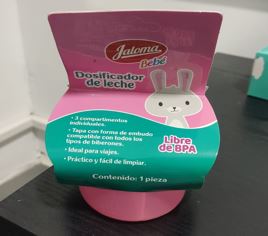 Jaloma
Bebé
Dosificador
de leche
• 3 compartimentos
individuales.
• Tapa con forma de embudo
compatible con todos los
tipos de biberones.
• Ideal para viajes.
• Práctico y fácil de limpiar.
Libre
de BPA
Contenido: 1 pieza